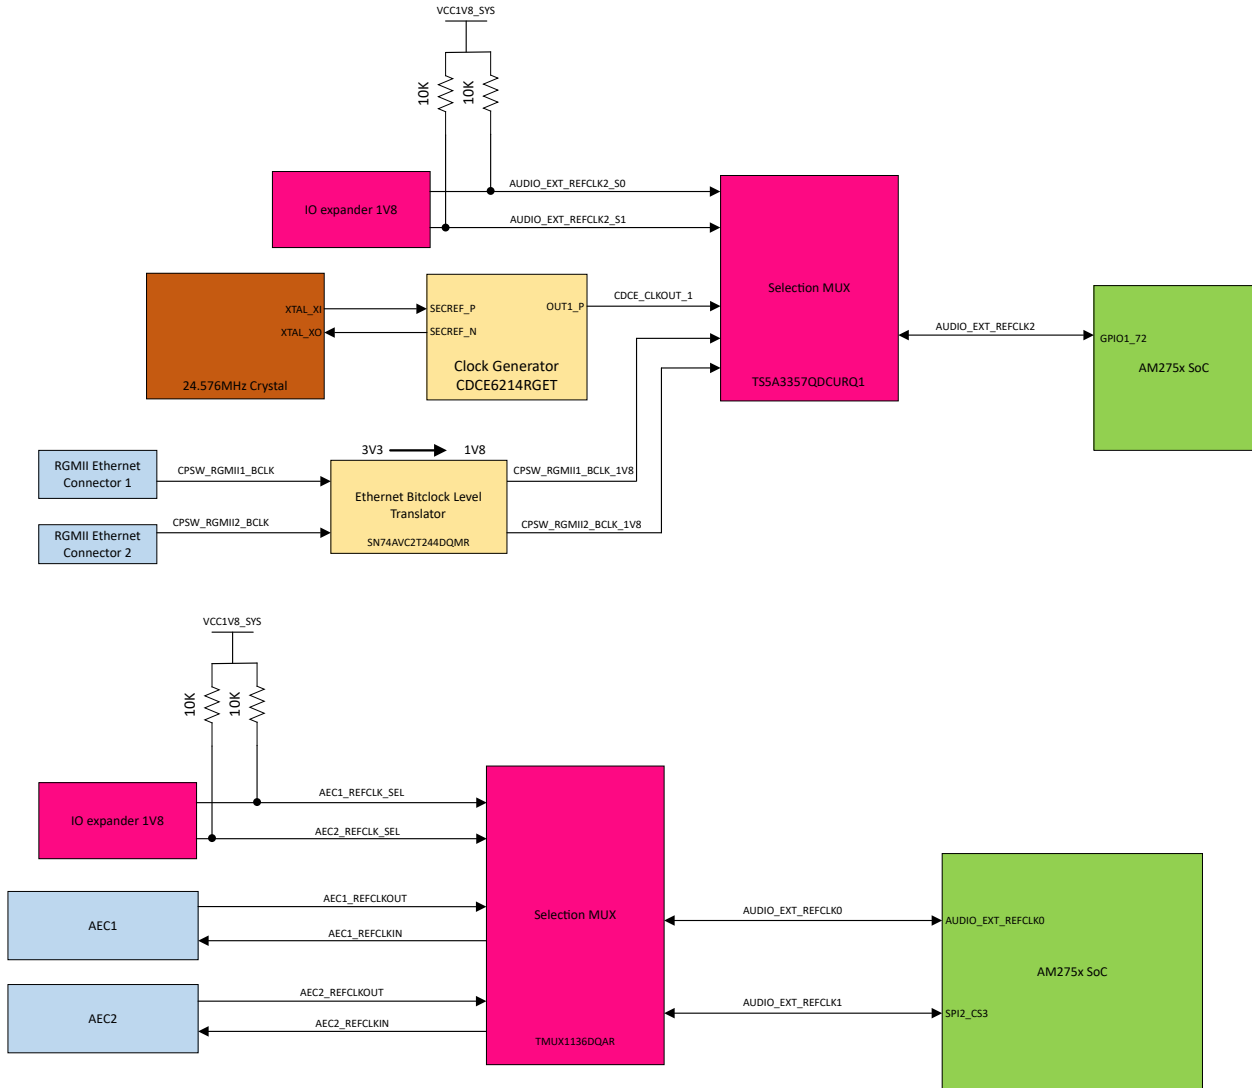 VCC1V8_SYS
10K
10K
IO expander 1V8
AUDIO_EXT_REFCLK2_S0
AUDIO_EXT_REFCLK2_S1
24.576MHz Crystal
XTAL_XI
XTAL_XO
SECREF_P
SECREF_N
OUT1_P
Clock Generator
CDCE6214RGET
CDCE_CLKOUT_1
Selection MUX
TS5A3357QDCURQ1
AUDIO_EXT_REFCLK2
GPIO1_72
AM275x SoC
3V3
1V8
RGMII Ethernet
Connector 1
CPSW_RGMII1_BCLK
RGMII Ethernet
Connector 2
CPSW_RGMII2_BCLK
Ethernet Bitclock Level
Translator
SN74AVC2T244DQMR
CPSW_RGMII1_BCLK_1V8
CPSW_RGMII2_BCLK_1V8
VCC1V8_SYS
10K
10K
IO expander 1V8
AEC1_REFCLK_SEL
AEC2_REFCLK_SEL
AEC1
AEC1_REFCLKOUT
AEC1_REFCLKIN
AEC2
AEC2_REFCLKOUT
AEC2_REFCLKIN
Selection MUX
TMUX1136DQAR
AUDIO_EXT_REFCLK0
AUDIO_EXT_REFCLK1
AUDIO_EXT_REFCLK0
SPI2_CS3
AM275x SoC